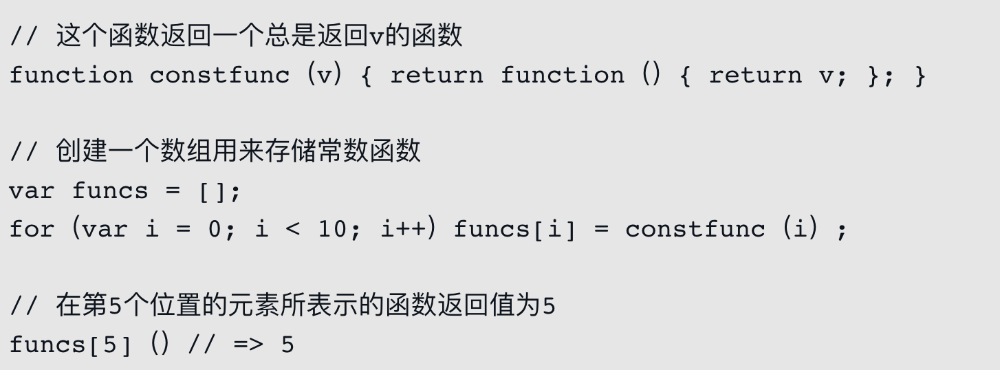 // 这个函数返回一个总是返回v的函数
function constfunc（v）{ return function（）{ return v; }; }
// 创建一个数组用来存储常数函数
var funcs = [];
for（var i = 0; i < 10; i++）funcs[i] = constfunc（i）;
// 在第5个位置的元素所表示的函数返回值为5
funcs[5]（）// => 5